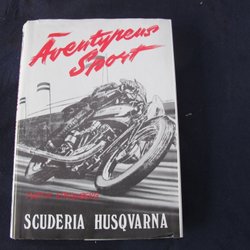 Äventyrens
Sport
SCUDERIA HUSQVARNA